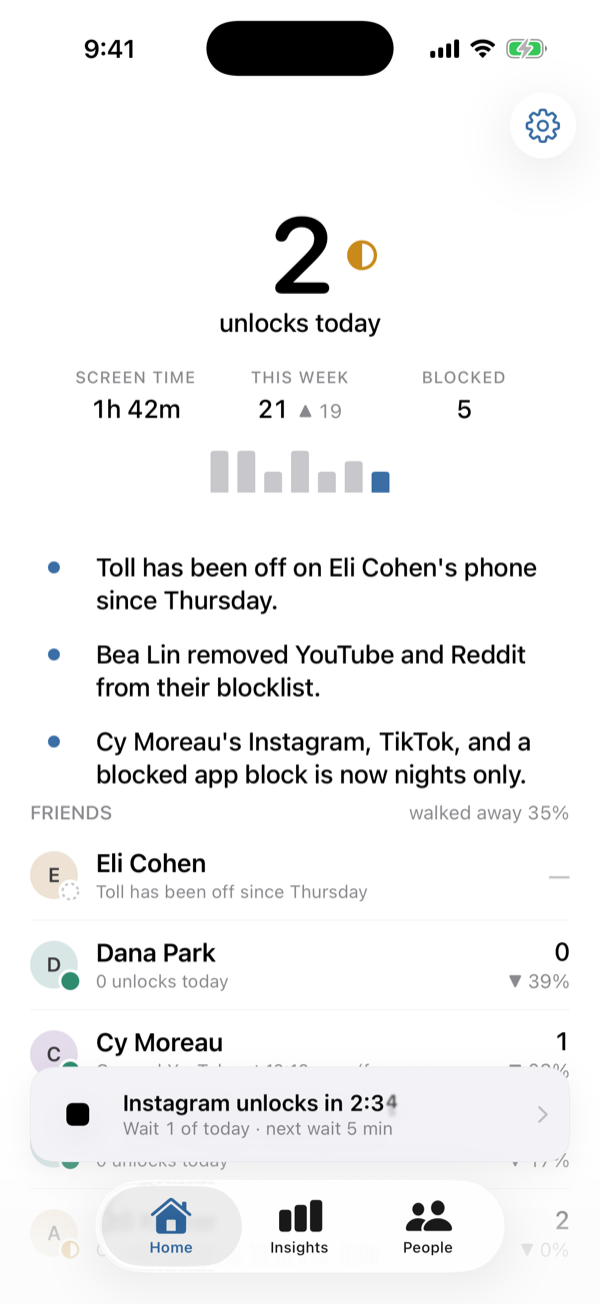 9:41
2
unlocks today
SCREEN TIME
1h 42m
THIS WEEK
21 ▲ 19
BLOCKED
5
Toll has been off on Eli Cohen's phone
since Thursday.
Bea Lin removed YouTube and Reddit
from their blocklist.
Cy Moreau's Instagram, TikTok, and a
blocked app block is now nights only.
FRIENDS
walked away 35%
E
Eli Cohen
Toll has been off since Thursday
—
D
Dana Park
0 unlocks today
0
▼ 39%
C
Cy Moreau
1
Instagram unlocks in 2:34
Wait 1 of today · next wait 5 min
0 unlocks today
A
2
▼ 0%
Home
Insights
People